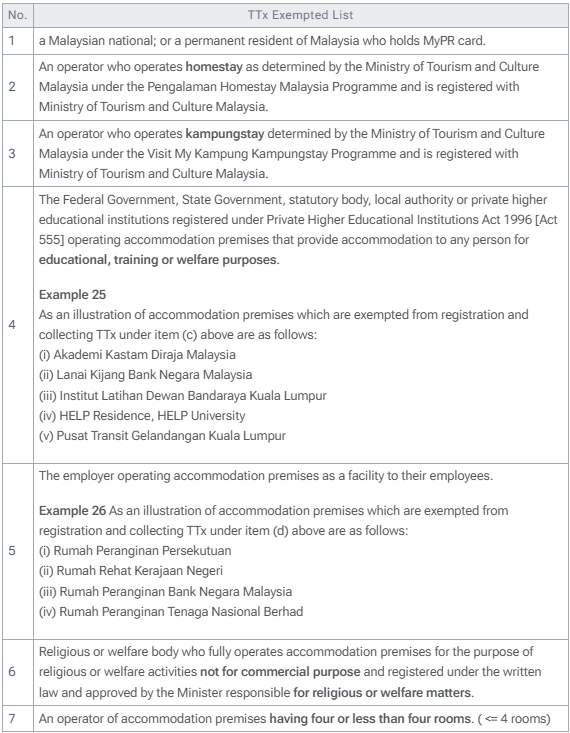 No. TTx Exempted List
1 a Malaysian national; or a permanent resident of Malaysia who holds MyPR card.
An operator who operates homestay as determined by the Ministry of Tourism and Culture
2 Malaysia under the Pengalaman Homestay Malaysia Programme and is registered with
Ministry of Tourism and Culture Malaysia.
An operator who operates kampungstay determined by the Ministry of Tourism and Culture
3 Malaysia under the Visit My Kampung Kampungstay Programme and is registered with
Ministry of Tourism and Culture Malaysia.
The Federal Government, State Government, statutory body, local authority or private higher
educational institutions registered under Private Higher Educational Institutions Act 1996 [Act
555] operating accommodation premises that provide accommodation to any person for
educational, training or welfare purposes.
Example 25
4 As an illustration of accommodation premises which are exempted from registration and
collecting TTx under item (c) above are as follows:
(i) Akademi Kastam Diraja Malaysia
(ii) Lanai Kijang Bank Negara Malaysia
(iii) Institut Latihan Dewan Bandaraya Kuala Lumpur
(iv) HELP Residence, HELP University
(v) Pusat Transit Gelandangan Kuala Lumpur
The employer operating accommodation premises as a facility to their employees.
Example 26 As an illustration of accommodation premises which are exempted from
registration and collecting TTx under item (d) above are as follows:
5 (i) Rumah Peranginan Persekutuan
(ii) Rumah Rehat Kerajaan Negeri
(iii) Rumah Peranginan Bank Negara Malaysia
(iv) Rumah Peranginan Tenaga Nasional Berhad
Religious or welfare body who fully operates accommodation premises for the purpose of
6 religious or welfare activities not for commercial purpose and registered under the written
law and approved by the Minister responsible for religious or welfare matters.
7 An operator of accommodation premises having four or less than four rooms. ( <= 4 rooms)